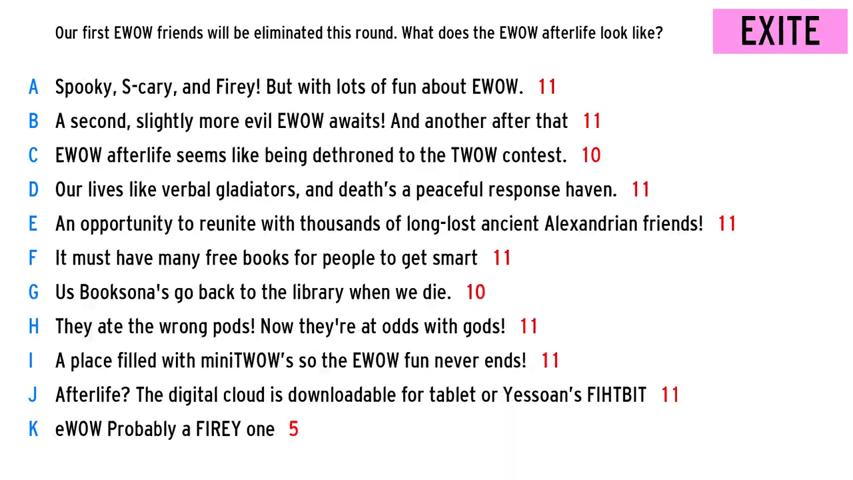 Our first EWOW friends will be eliminated this round. What does the EWOW afterlife look like?
EXITE
A Spooky, S-cary, and Firey! But with lots of fun about EWOW. 11
B A second, slightly more evil EWOW awaits! And another after that 11
C EWOW afterlife seems like being dethroned to the TWOW contest. 10
D Our lives like verbal gladiators, and death's a peaceful response haven. 11
E An opportunity to reunite with thousands of long-lost ancient Alexandrian friends! 11
F It must have many free books for people to get smart 11
G Us Booksona's go back to the library when we die. 10
H They ate the wrong pods! Now they're at odds with gods! 11
I A place filled with miniTWOW's so the EWOW fun never ends! 11
J Afterlife? The digital cloud is downloadable for tablet or Yessoan's FIHTBIT 11
K eWOW Probably a FIREY one 5